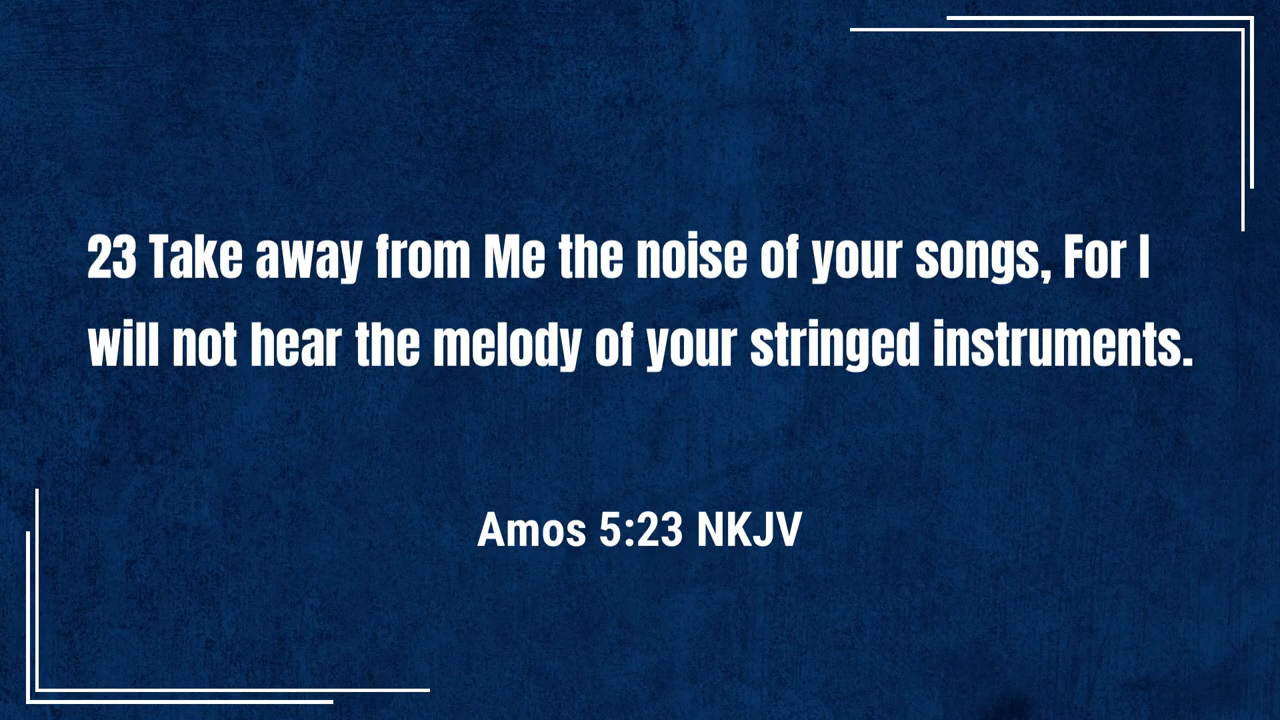 23 Take away from Me the noise of your songs, For I
will not hear the melody of your stringed instruments.
Amos 5:23 NKJV